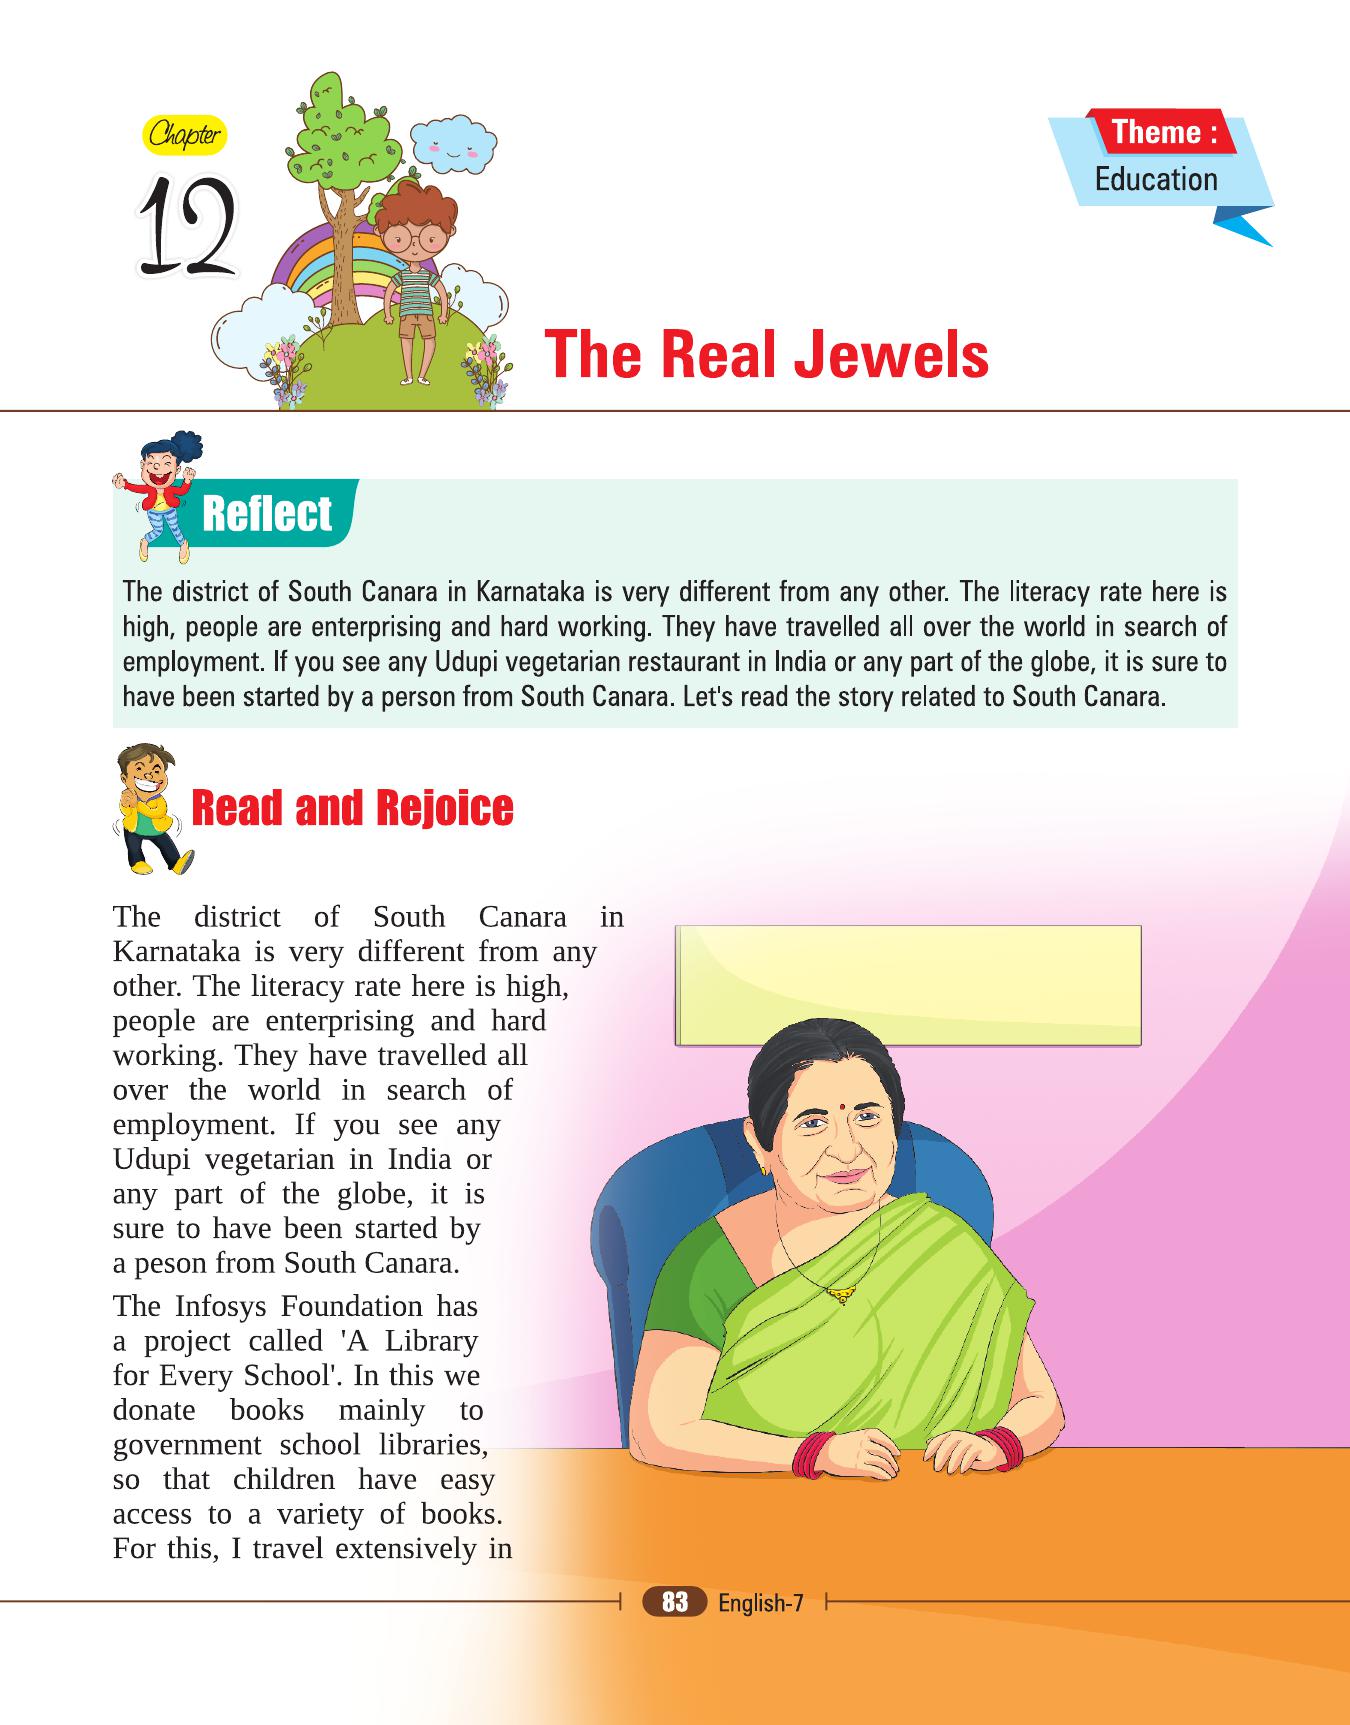 Chapter
12
Theme :
Education
The Real Jewels
Reflect
The district of South Canara in Karnataka is very different from any other. The literacy rate here is
high, people are enterprising and hard working. They have travelled all over the world in search of
employment. If you see any Udupi vegetarian restaurant in India or any part of the globe, it is sure to
have been started by a person from South Canara. Let's read the story related to South Canara.
Read and Rejoice
The district of South Canara in
Karnataka is very different from any
other. The literacy rate here is high,
people are enterprising and hard
working. They have travelled all
over the world in search of
employment. If you see any
Udupi vegetarian in India or
any part of the globe, it is
sure to have been started by
a peson from South Canara.
The Infosys Foundation has
a project called 'A Library
for Every School'. In this we
donate books mainly to
government school libraries,
so that children have easy
access to a variety of books.
For this, I travel extensively in
83 English-7